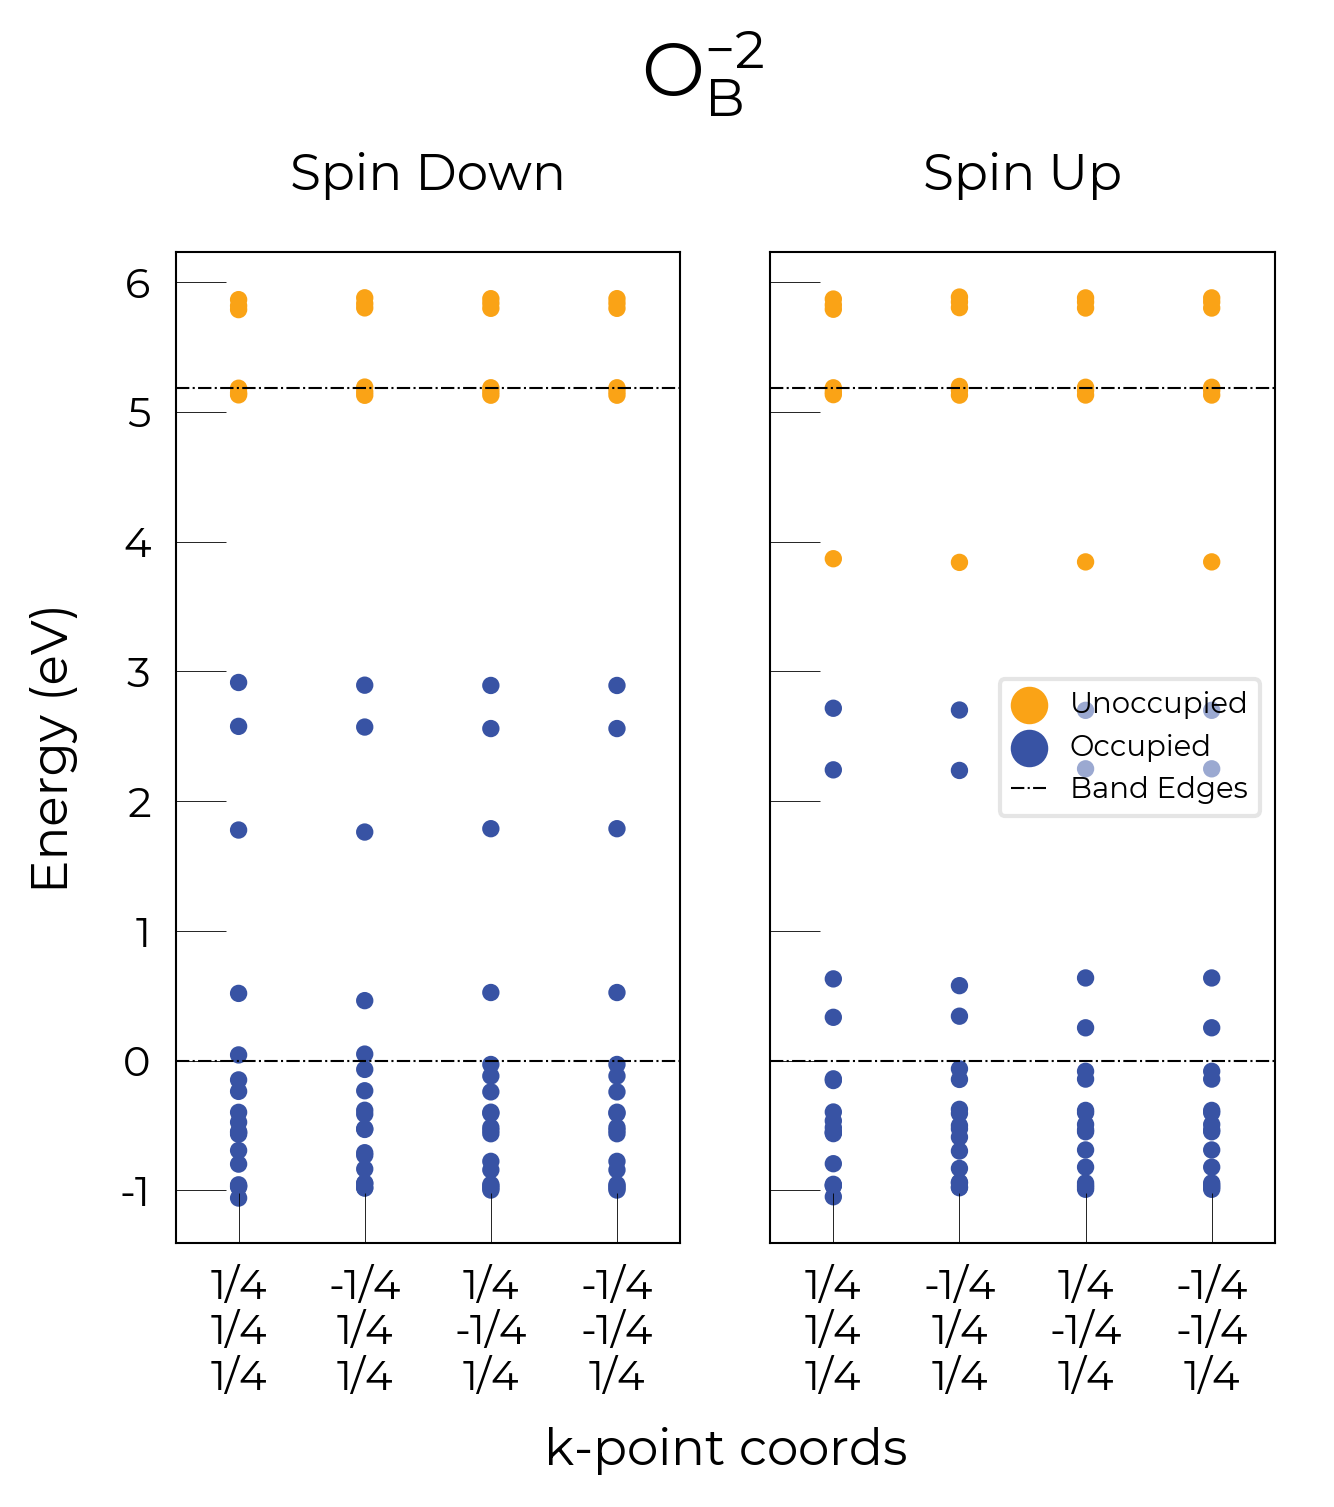 O−2B
Spin Down
Spin Up
Energy (eV)
6
5
4
3
2
1
0
-1
Unoccupied
Occupied
Band Edges
1/4 -1/4 1/4 -1/4 1/4 -1/4 1/4 -1/4
1/4 1/4 -1/4 -1/4 1/4 1/4 -1/4 -1/4
1/4 1/4 1/4 1/4 1/4 1/4 1/4 1/4
k-point coords